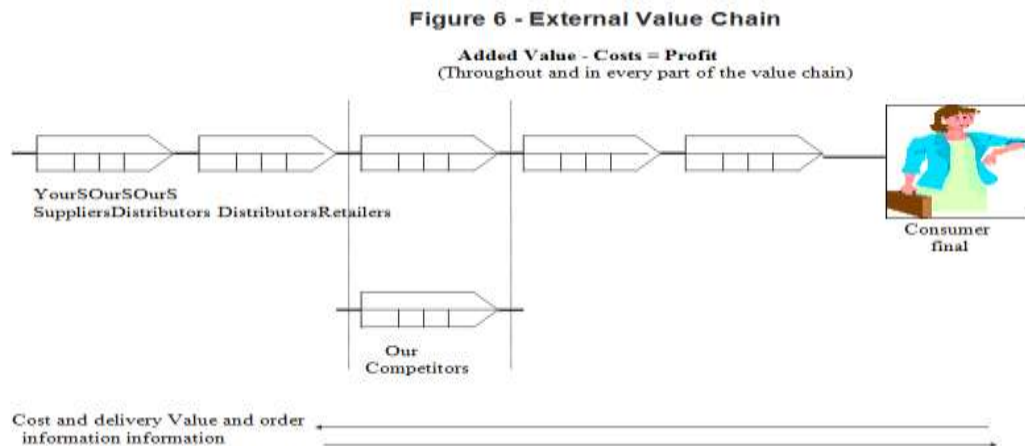 Figure 6 - External Value Chain
Added Value - Costs = Profit
(Throughout and in every part of the value chain)
YourSOurSOurS
SuppliersDistributors DistributorsRetailers
Consumer
final
Our
Competitors
Cost and delivery Value and order
information information